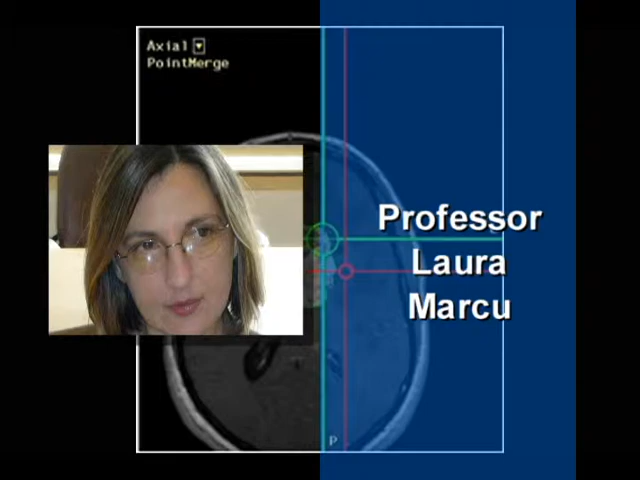 Axial
PointMerge
Professor
Laura
Marcu
P